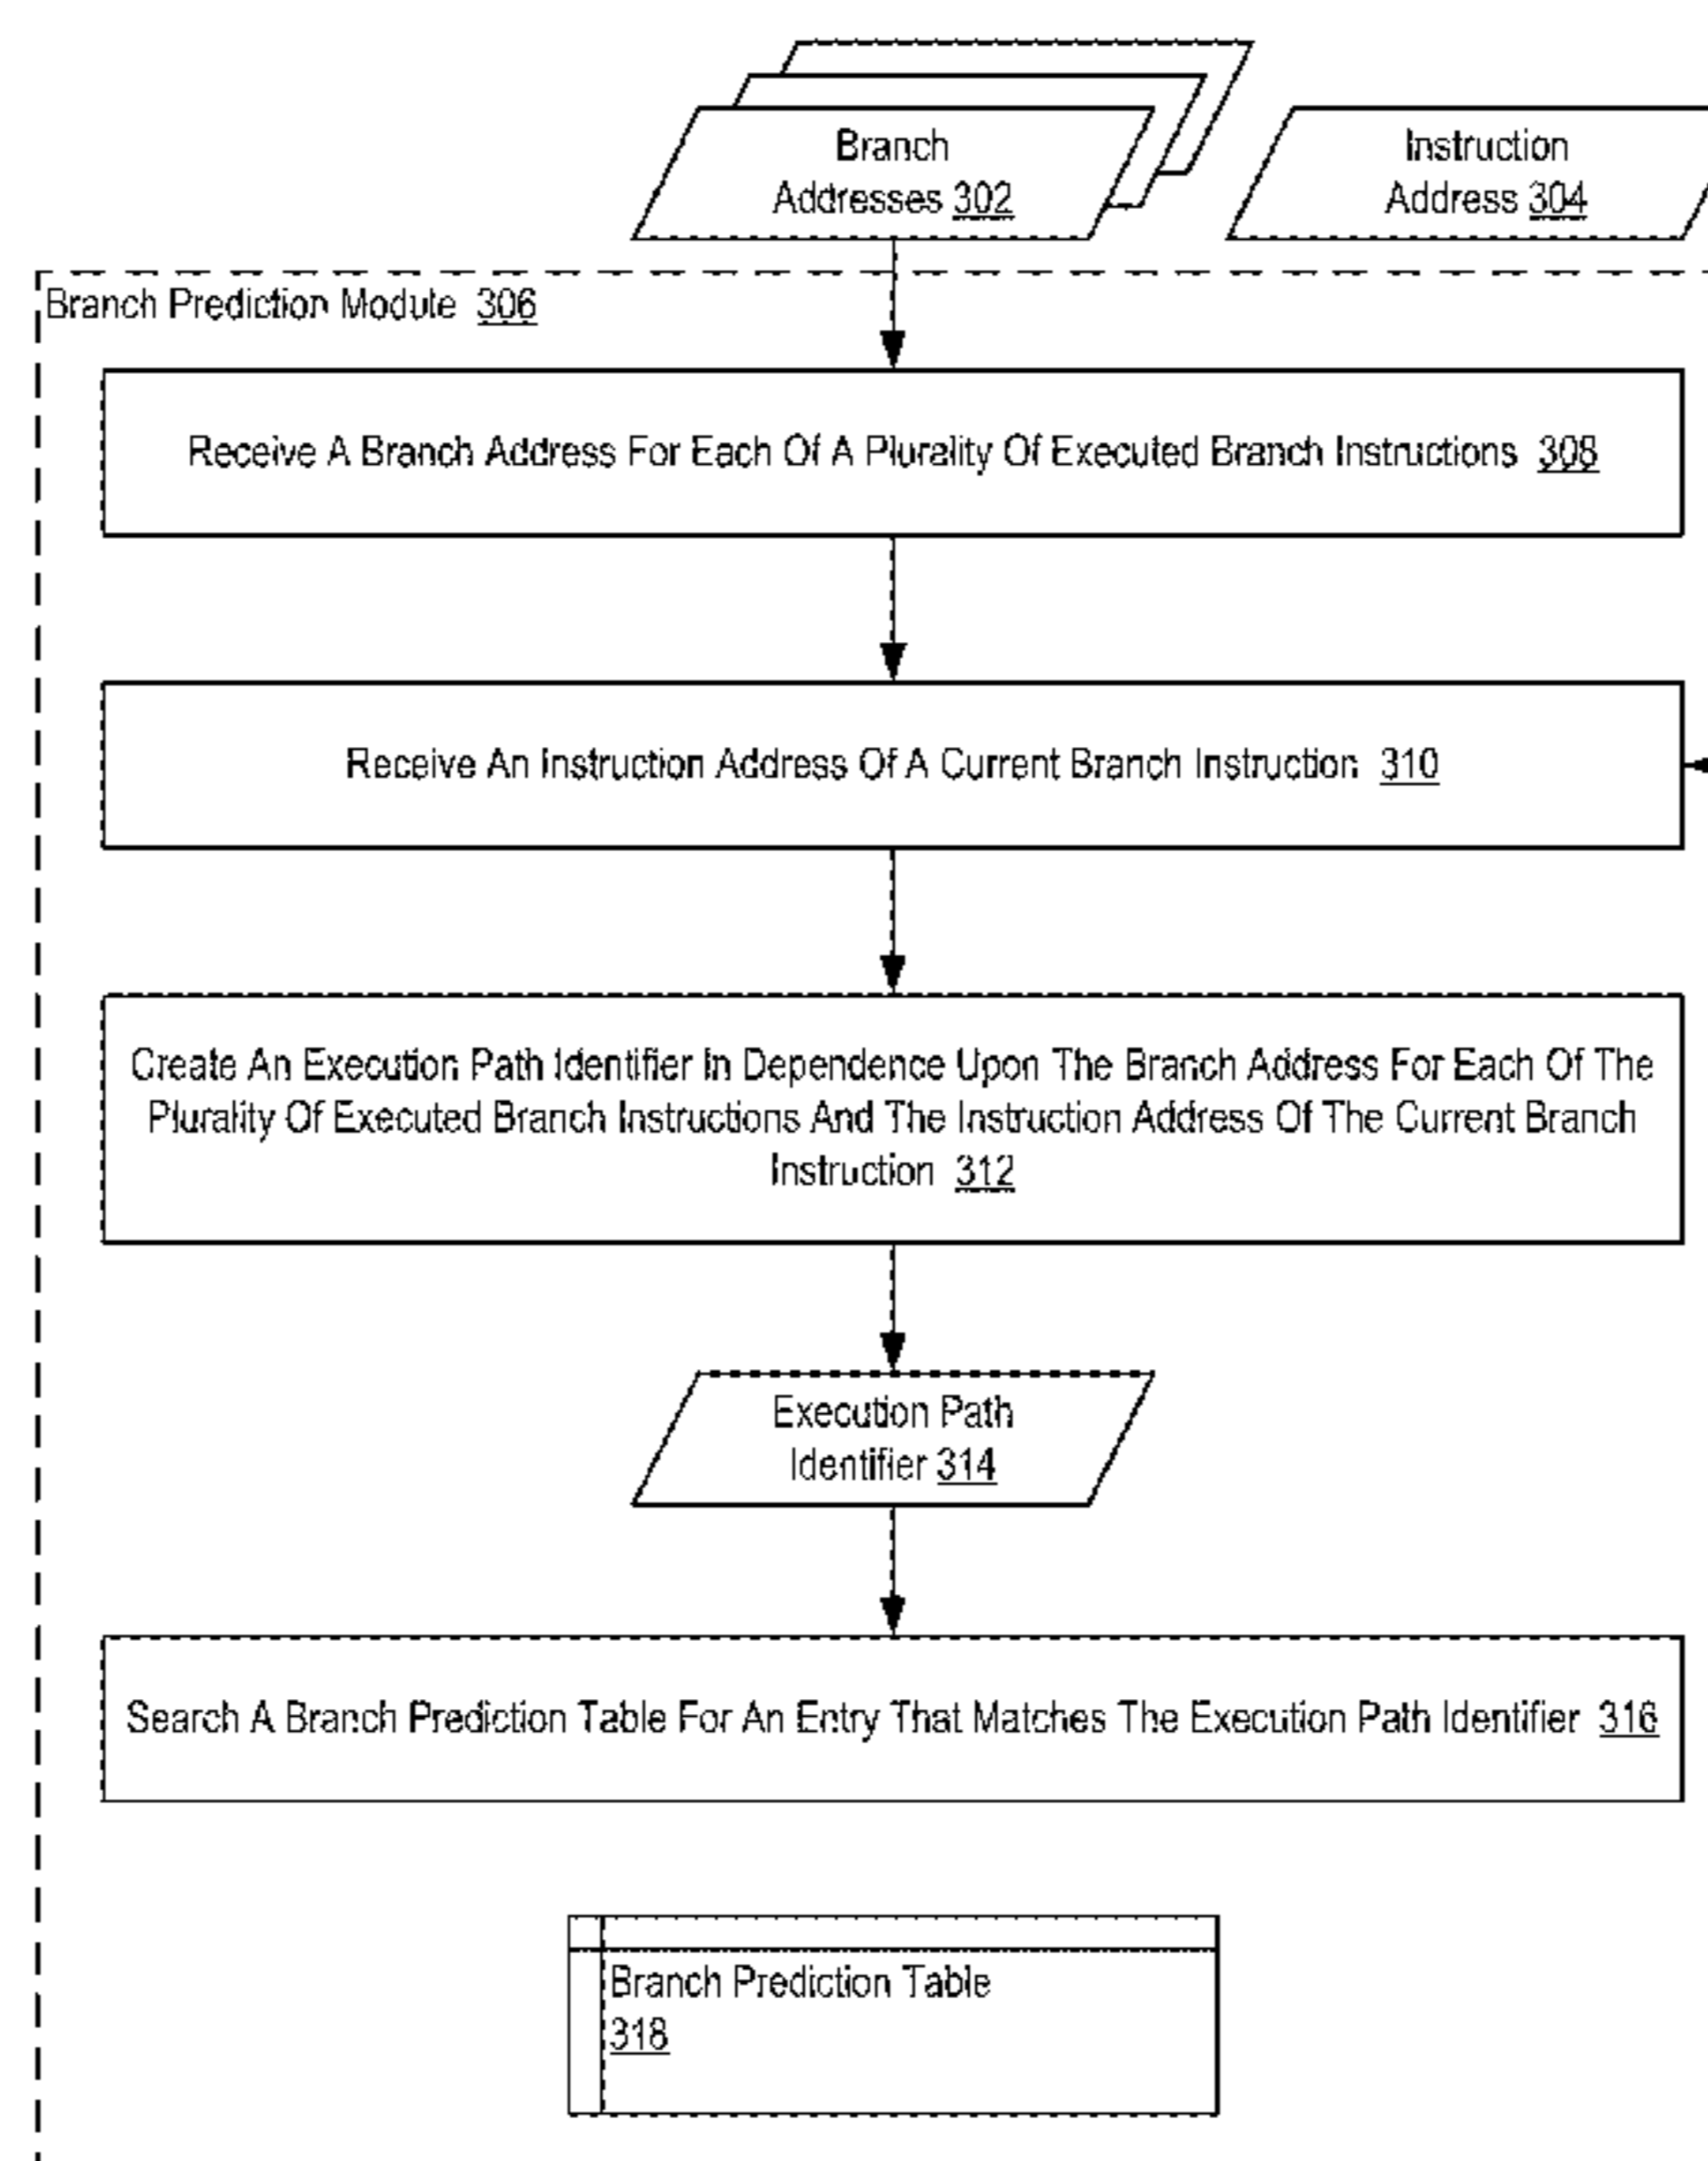 Branch
Addresses 302
Instruction
Address 304
Branch Prediction Module 306
Receive A Branch Address For Each Of A Plurality Of Executed Branch Instructions 308
Receive An Instruction Address Of A Current Branch Instruction 310
Create An Execution Path Identifier In Dependence Upon The Branch Address For Each Of The
Plurality Of Executed Branch Instructions And The Instruction Address Of The Current Branch
Instruction 312
Execution Path
Identifier 314
Search A Branch Prediction Table For An Entry That Matches The Execution Path Identifier 316
Branch Prediction Table
318